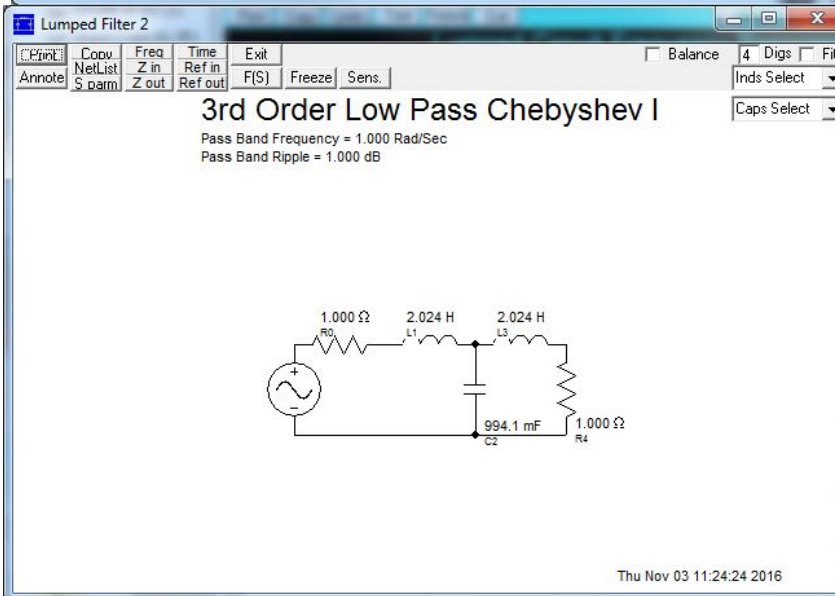 Lumped Filter 2
Print Copy Freq Time Exit Balance 4 Digs
NetList Z in Ref in
Annote S parm Z out Ref out F(S) Freeze Sens. Inds Select
Caps Select
3rd Order Low Pass Chebyshev I
Pass Band Frequency = 1.000 Rad/Sec
Pass Band Ripple = 1.000 dB
1.000 Ω 2.024 H 2.024 H
R0 L1 L3
+
−
994.1 mF 1.000 Ω
C2 R4
Thu Nov 03 11:24:24 2016